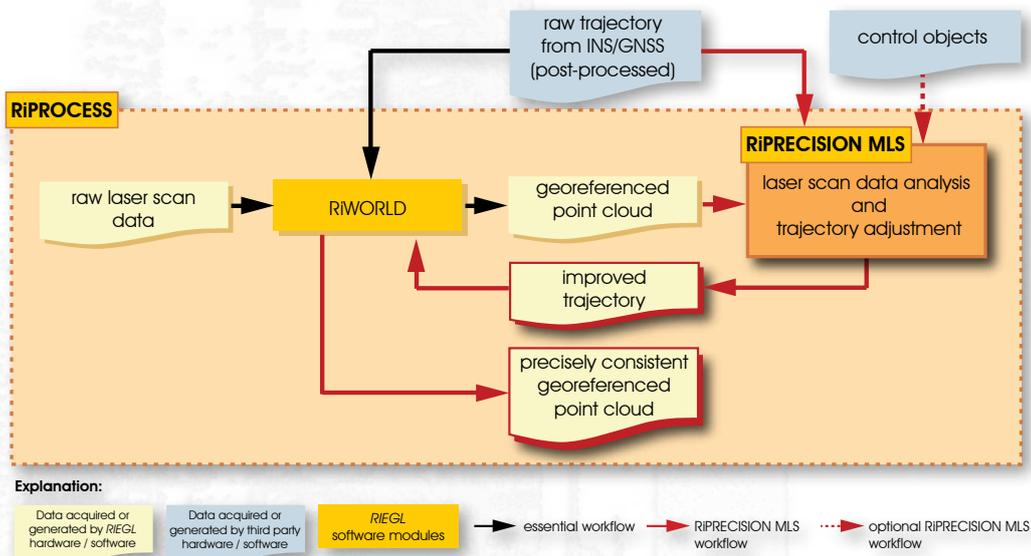 raw trajectory
from INS/GNSS
(post-processed)
control objects
RiPROCESS
RiPRECISION MLS
raw laser scan
data
RiWORLD
georeferenced
point cloud
laser scan data analysis
and
trajectory adjustment
improved
trajectory
precisely consistent
georeferenced
point cloud
Explanation:
Data acquired or
generated by RIEGL
hardware / software
Data acquired or
generated by third party
hardware / software
RIEGL
software modules
essential workflow
RiPRECISION MLS
workflow
optional RiPRECISION MLS
workflow